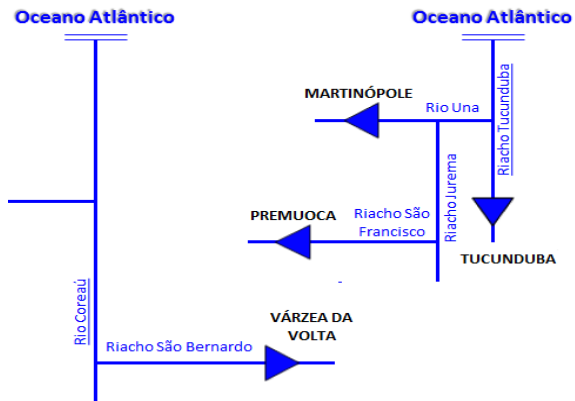 Oceano Atlântico
Oceano Atlântico
MARTINÓPOLE
Rio Una
Riacho Tucunduba
Riacho Jurema
PREMUOCA
Riacho São
Francisco
TUCUNDUBA
Rio Coreaú
VÁRZEA DA
VOLTA
Riacho São Bernardo